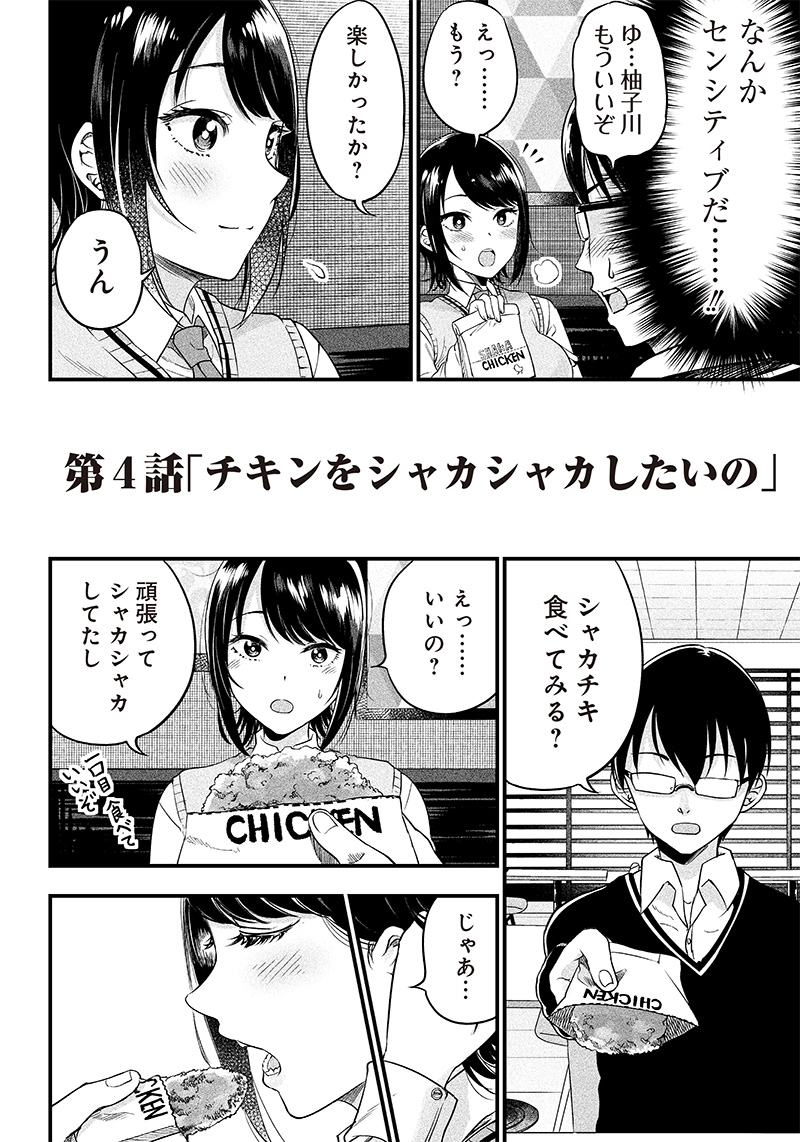 なんか
センシティブだ……!!
ゆ…柚子川
もういいぞ
えっ……
もう？
SHAKA
CHICKEN
楽しかったか？
うん
第4話「チキンをシャカシャカしたいの」
シャカチキ
食べてみる？
CHICKEN
えっ……
いいの？
頑張って
シャカシャカ
してたし
一口目食べて
いいぞ
CHICKEN
じゃあ…
CHICKEN